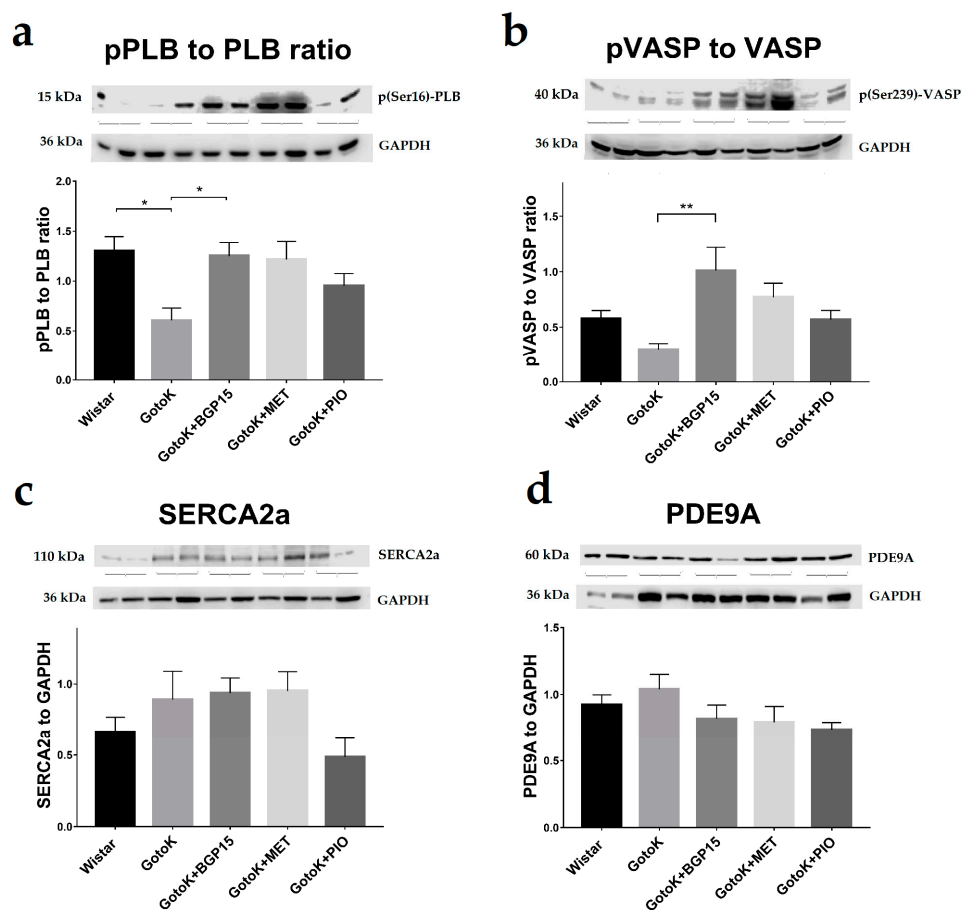 a
pPLB to PLB ratio
15 kDa
p(Ser16)-PLB
36 kDa
GAPDH
2.0
1.5
1.0
0.5
0.0
pPLB to PLB ratio
*
*
Wistar
GotoK
GotoK+BGP15
GotoK+MET
GotoK+PIO
b
pVASP to VASP
40 kDa
p(Ser239)-VASP
36 kDa
GAPDH
1.5
1.0
0.5
0.0
pVASP to VASP ratio
**
Wistar
GotoK
GotoK+BGP15
GotoK+MET
GotoK+PIO
c
SERCA2a
110 kDa
SERCA2a
36 kDa
GAPDH
1.0
0.5
0.0
SERCA2a to GAPDH
Wistar
GotoK
GotoK+BGP15
GotoK+MET
GotoK+PIO
d
PDE9A
60 kDa
PDE9A
36 kDa
GAPDH
1.5
1.0
0.5
0.0
PDE9A to GAPDH
Wistar
GotoK
GotoK+BGP15
GotoK+MET
GotoK+PIO